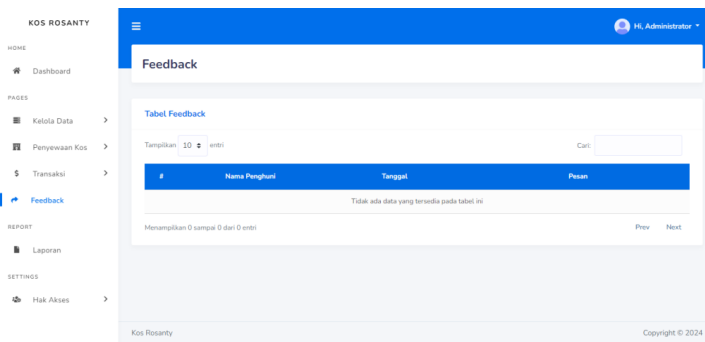 KOS ROSANTY
Hi, Administrator
HOME
Dashboard
PAGES
Kelola Data
Penyewaan Kos
Transaksi
Feedback
REPORT
Laporan
SETTINGS
Hak Akses
Feedback
Tabel Feedback
Tampilkan 10 entri
Cari:
# Nama Penghuni Tanggal Pesan
Tidak ada data yang tersedia pada tabel ini
Menampilkan 0 sampai 0 dari 0 entri
Prev Next
Kos Rosanty
Copyright © 2024